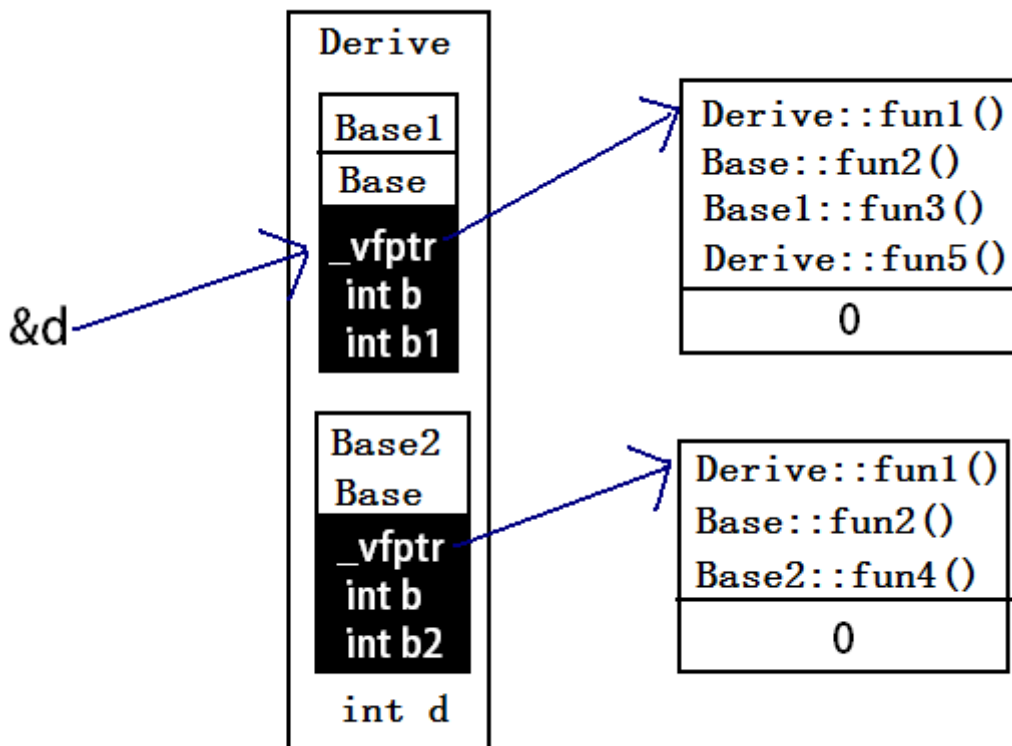 Derive
Base1
Base
_vfptr
int b
int b1
&d
Base2
Base
_vfptr
int b
int b2
int d
Derive::fun1()
Base::fun2()
Base1::fun3()
Derive::fun5()
0
Derive::fun1()
Base::fun2()
Base2::fun4()
0